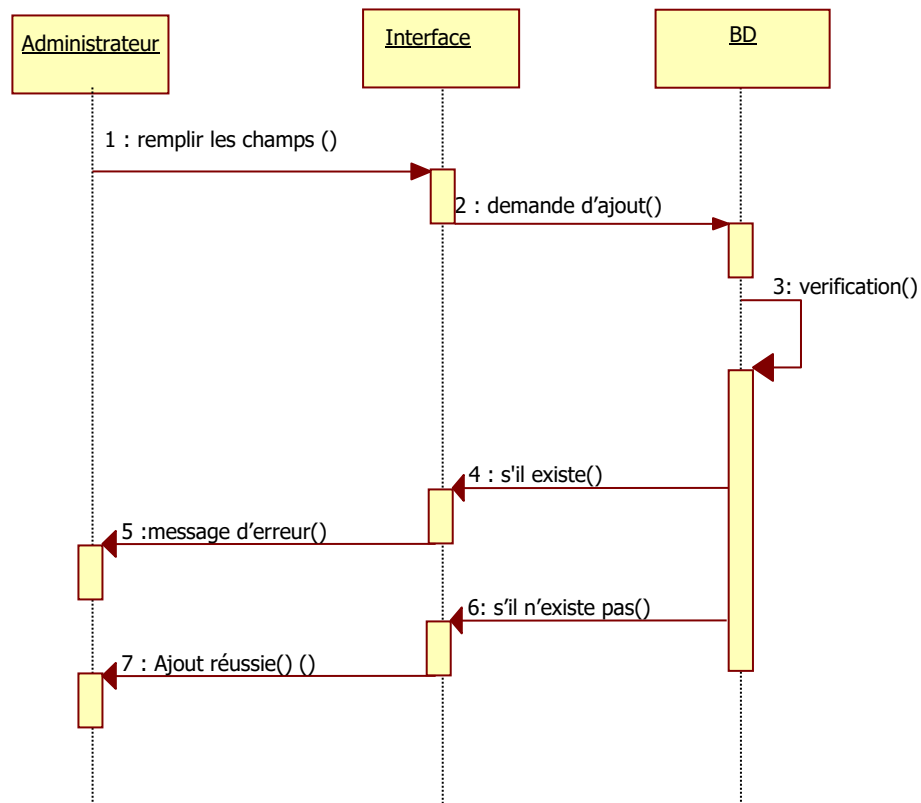 Administrateur
Interface
BD
1 : remplir les champs ()
2 : demande d’ajout()
3: verification()
4 : s'il existe()
5 :message d’erreur()
6: s’il n’existe pas()
7 : Ajout réussie() ()